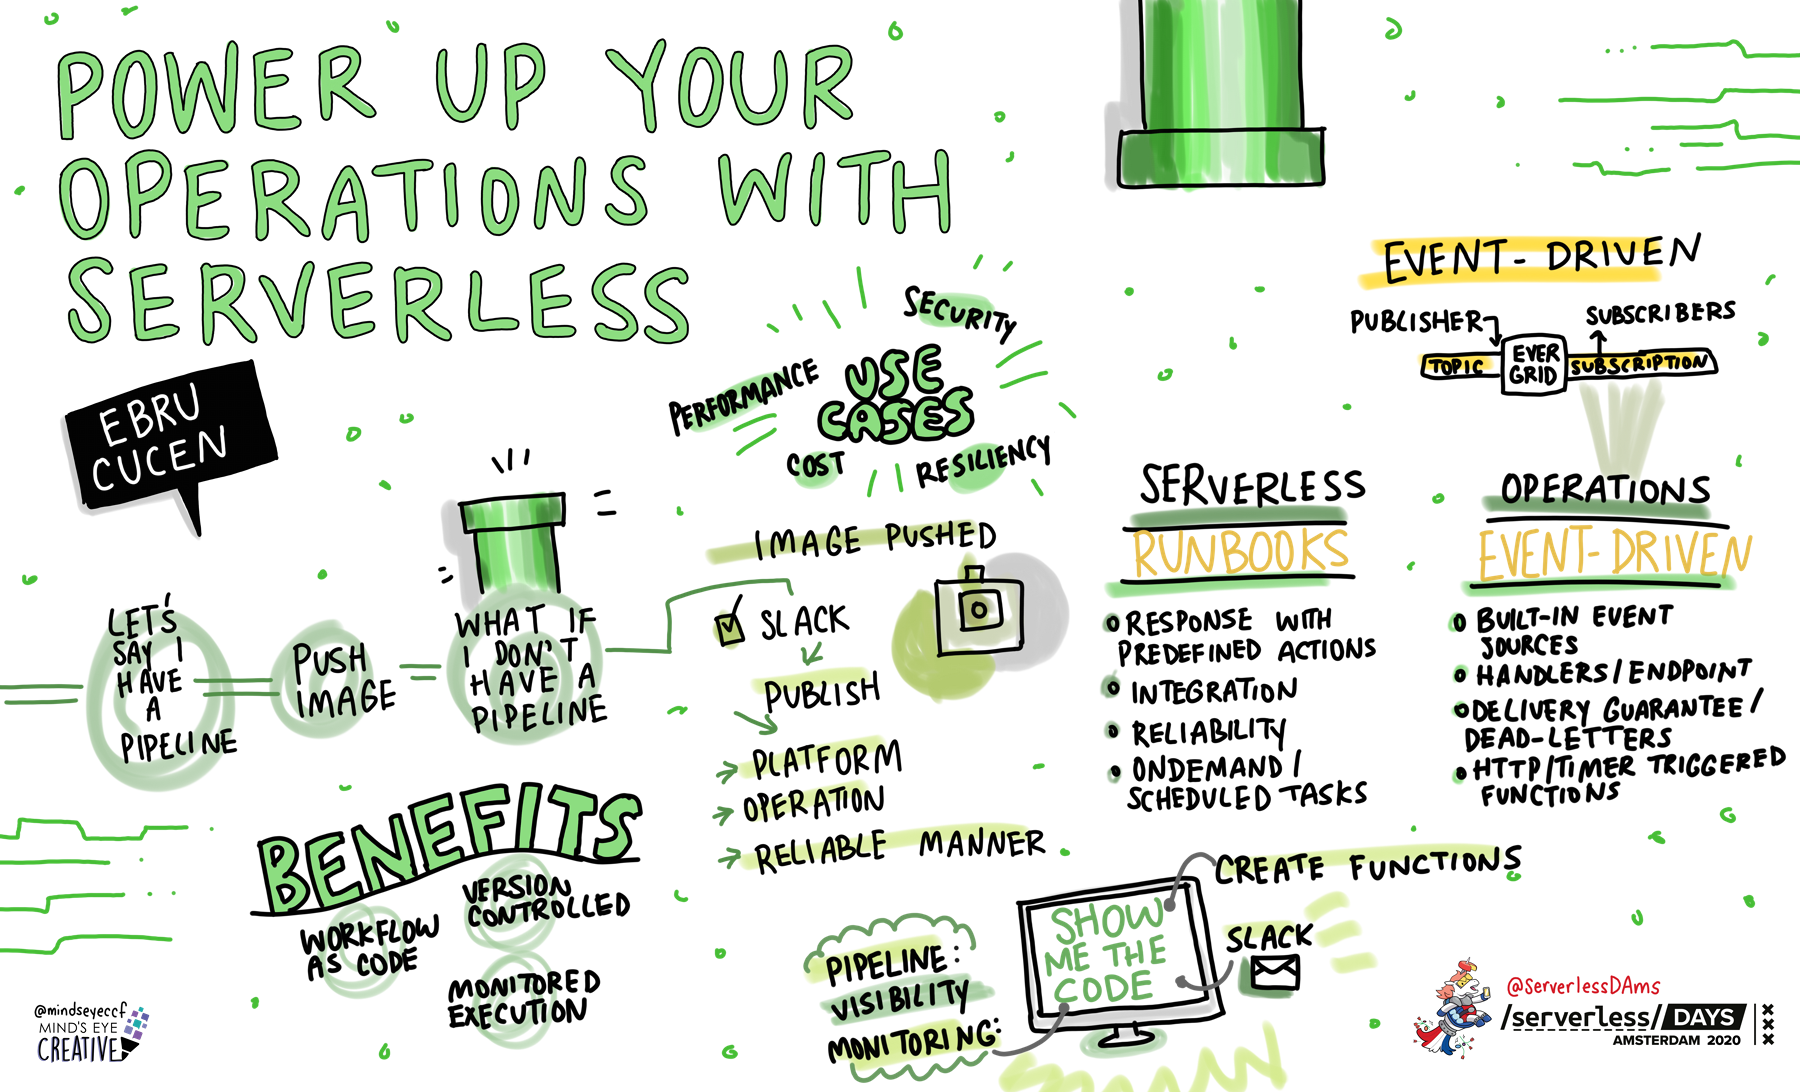 POWER UP YOUR
OPERATIONS WITH
SERVERLESS
EBRU
CUCEN
LET'S
SAY I
HAVE
A
PIPELINE
PUSH
IMAGE
WHAT IF
I DON'T
HAVE A
PIPELINE
SECURITY
PERFORMANCE
USE
CASES
COST
RESILIENCY
IMAGE PUSHED
SLACK
PUBLISH
PLATFORM
OPERATION
RELIABLE MANNER
BENEFITS
VERSION
CONTROLLED
WORKFLOW
AS CODE
MONITORED
EXECUTION
EVENT-DRIVEN
PUBLISHER
SUBSCRIBERS
TOPIC
EVER
GRID
SUBSCRIPTION
SERVERLESS
RUNBOOKS
RESPONSE WITH
PREDEFINED ACTIONS
INTEGRATION
RELIABILITY
ONDEMAND/
SCHEDULED TASKS
OPERATIONS
EVENT-DRIVEN
BUILT-IN EVENT
SOURCES
HANDLERS/ENDPOINT
DELIVERY GUARANTEE/
DEAD-LETTERS
HTTP/TIMER TRIGGERED
FUNCTIONS
CREATE FUNCTIONS
SHOW
ME THE
CODE
SLACK
PIPELINE:
VISIBILITY
MONITORING:
@mindseyeccf
MIND'S EYE
CREATIVE
@ServerlessDAms
/serverless/DAYS
AMSTERDAM 2020